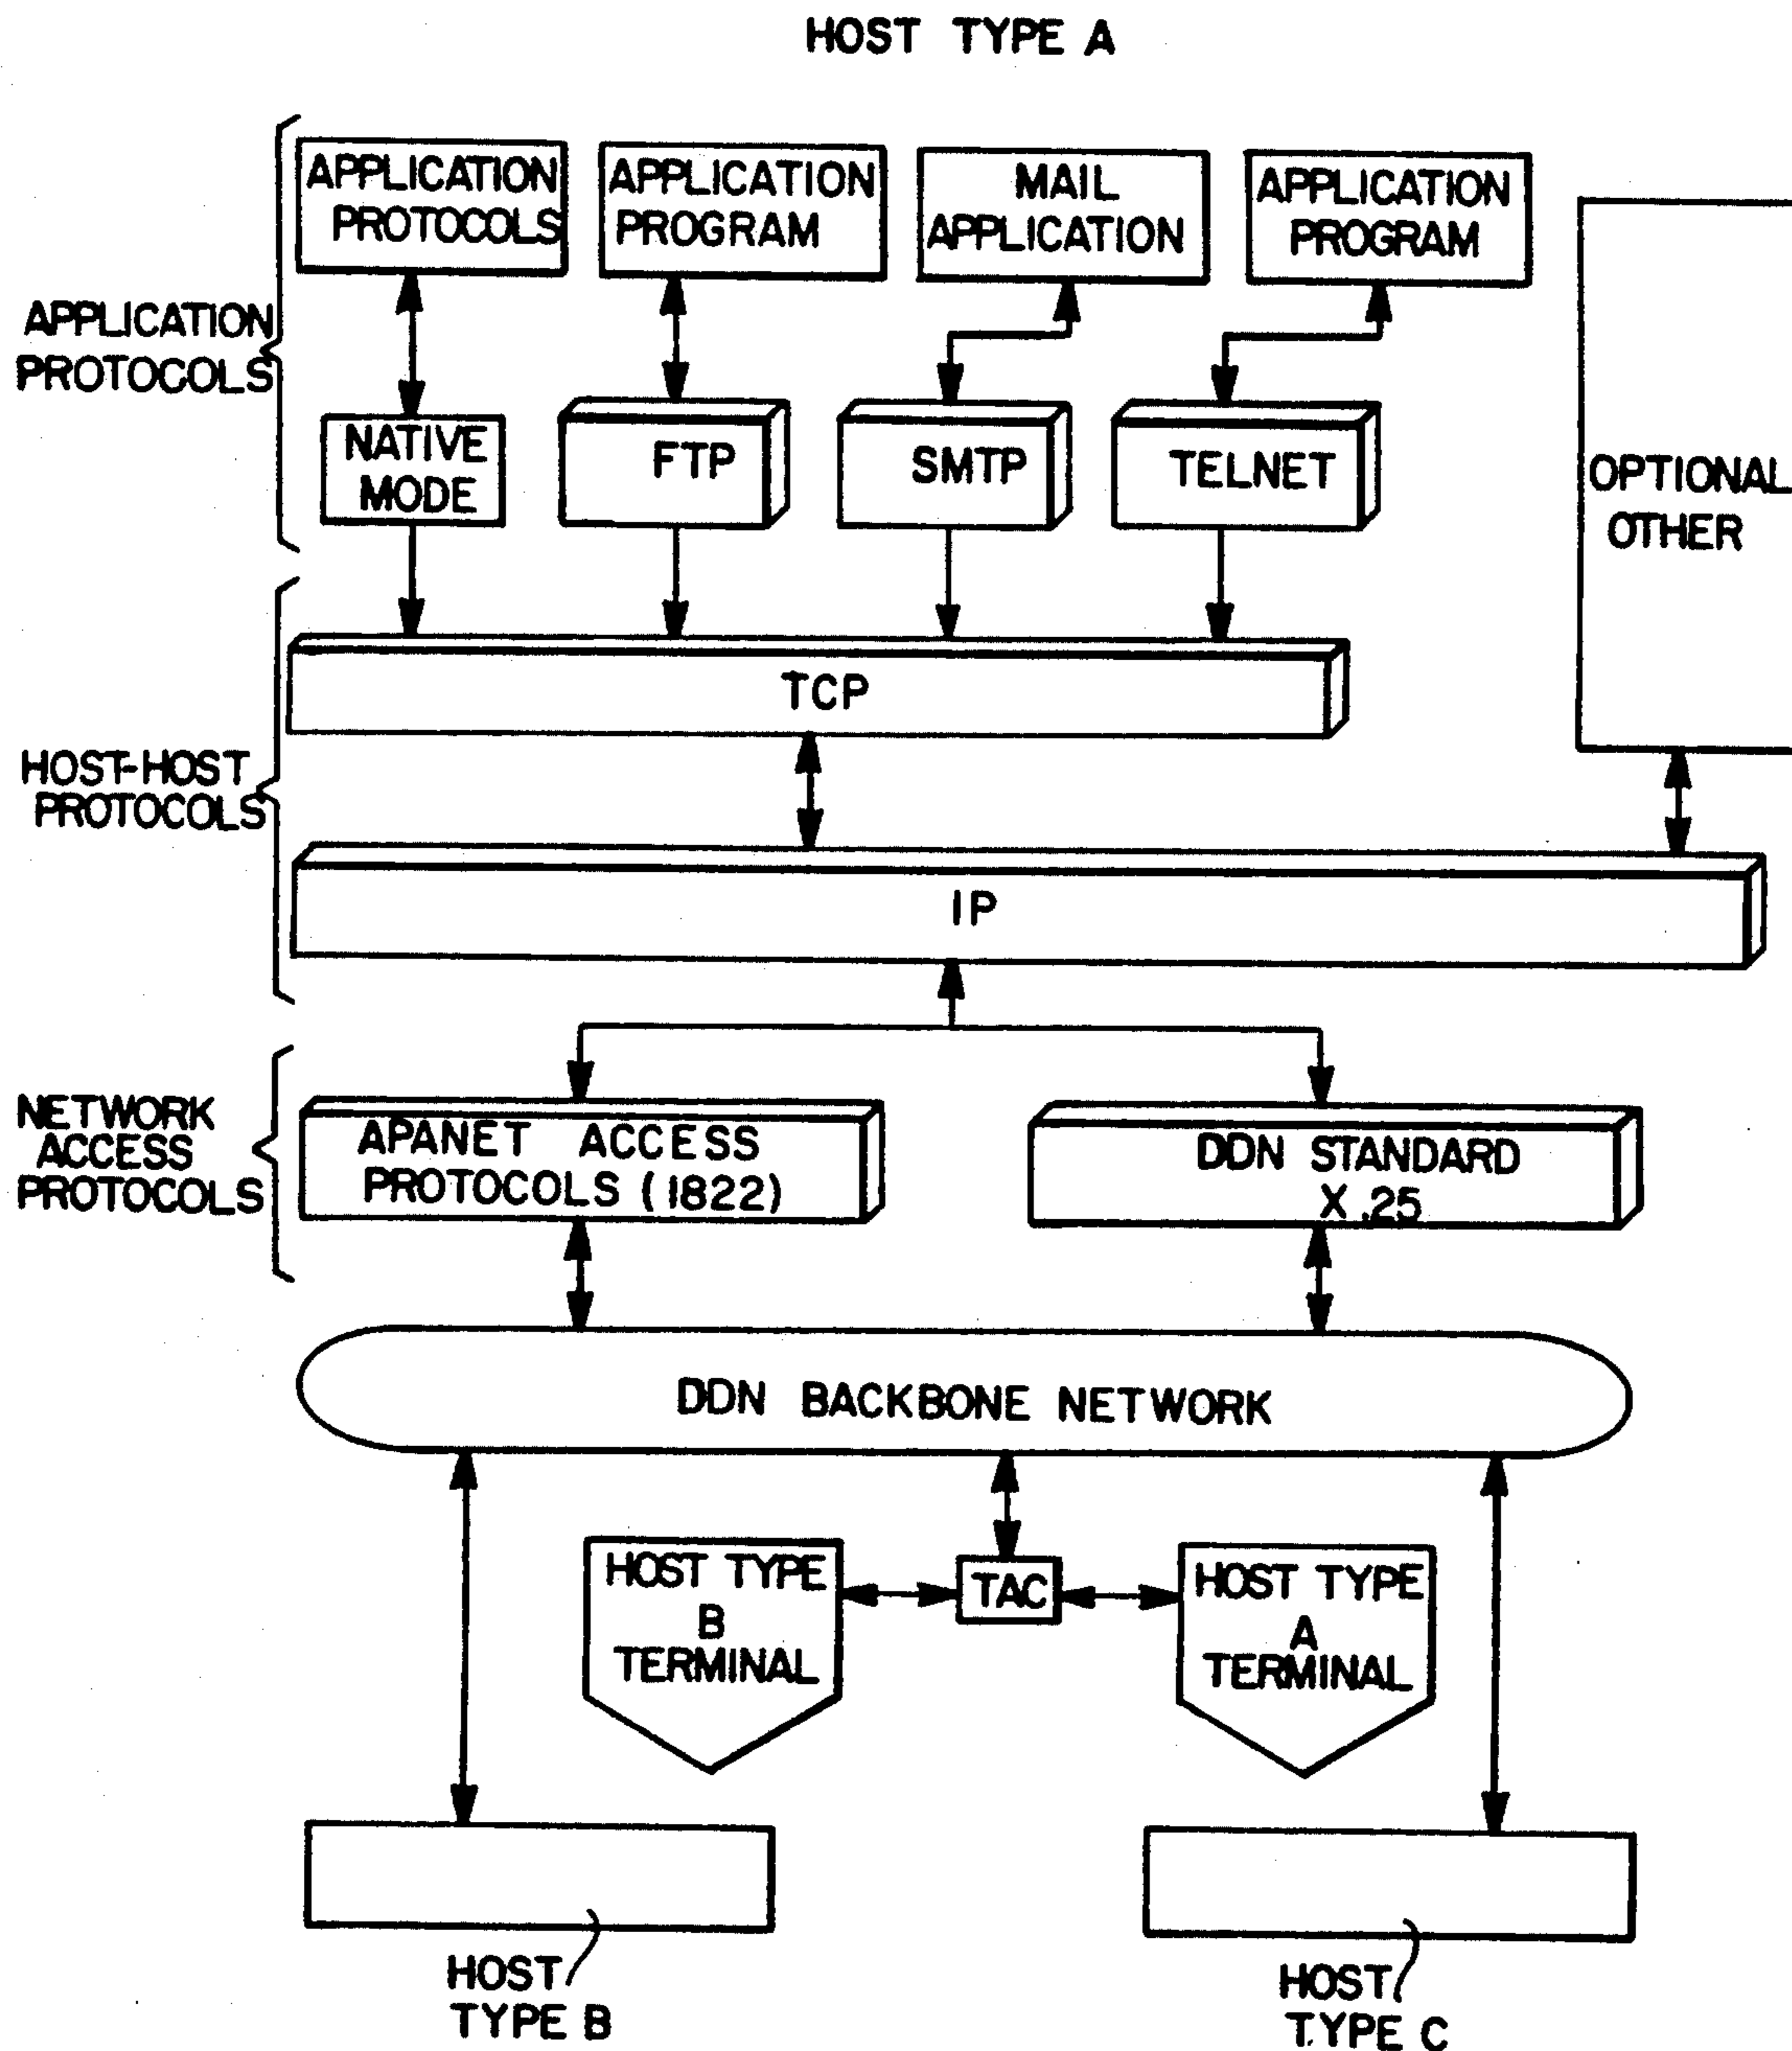 HOST TYPE A
APPLICATION
PROTOCOLS
APPLICATION
PROGRAM
MAIL
APPLICATION
APPLICATION
PROGRAM
APPLICATION
PROTOCOLS
NATIVE
MODE
FTP
SMTP
TELNET
OPTIONAL
OTHER
TCP
HOST-HOST
PROTOCOLS
IP
NETWORK
ACCESS
PROTOCOLS
APANET ACCESS
PROTOCOLS (1822)
DDN STANDARD
X.25
DDN BACKBONE NETWORK
HOST TYPE
B
TERMINAL
TAC
HOST TYPE
A
TERMINAL
HOST
TYPE B
HOST
TYPE C